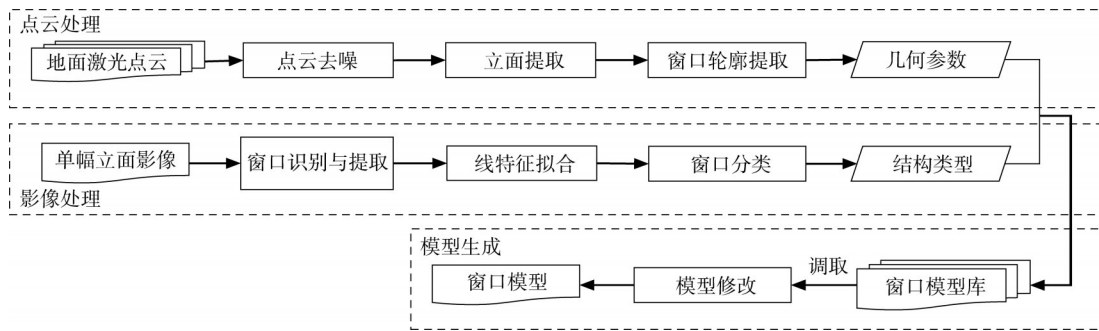 点云处理
地面激光点云
点云去噪
立面提取
窗口轮廓提取
几何参数
单幅立面影像
窗口识别与提取
线特征拟合
窗口分类
结构类型
影像处理
模型生成
窗口模型
模型修改
调取
窗口模型库